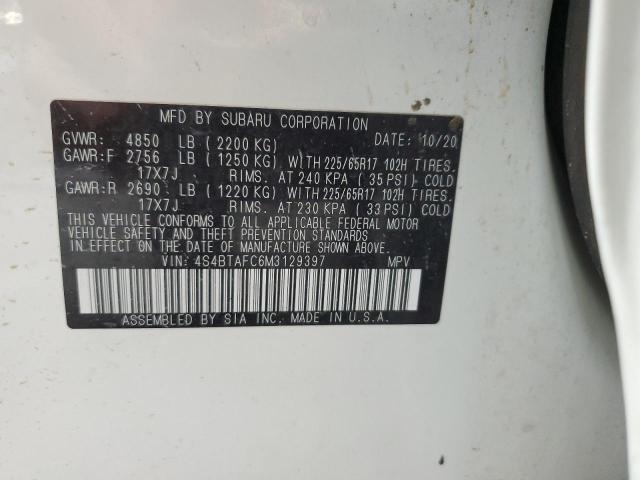 MFD BY SUBARU CORPORATION
GVWR: 4850 LB (2200 KG) DATE: 10/20
GAWR:F 2756 LB (1250 KG) WITH 225/65R17 102H TIRES.
17X7J RIMS. AT 240 KPA (35 PSI) COLD
GAWR:R 2690 LB (1220 KG) WITH 225/65R17 102H TIRES.
17X7J RIMS. AT 230 KPA (33 PSI) COLD
THIS VEHICLE CONFORMS TO ALL APPLICABLE FEDERAL MOTOR
VEHICLE SAFETY AND THEFT PREVENTION STANDARDS IN
EFFECT ON THE DATE OF MANUFACTURE SHOWN ABOVE.
VIN: 4S4BTAFC6M3129397 MPV
ASSEMBLED BY SIA INC. MADE IN U.S.A.